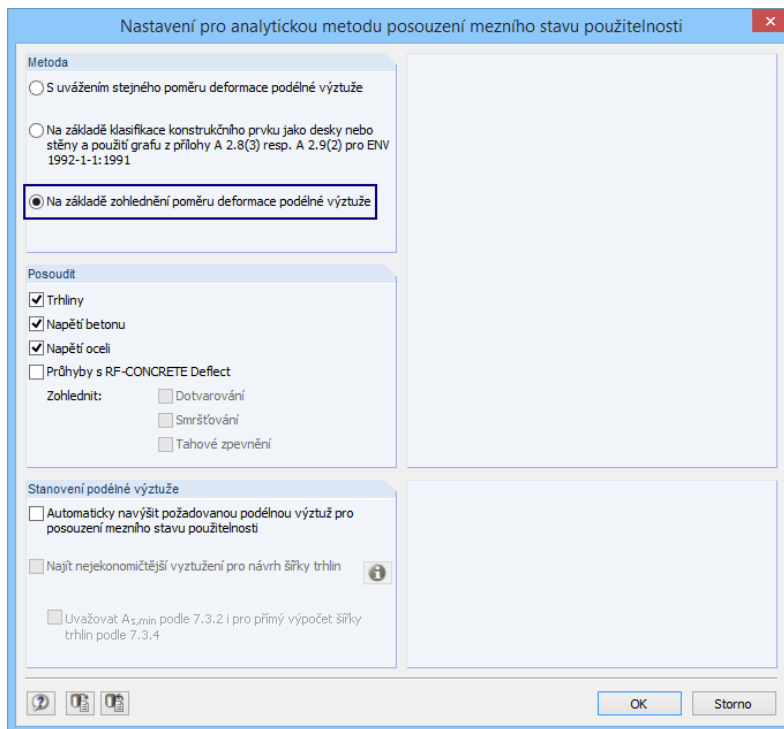 Nastavení pro analytickou metodu posouzení mezního stavu použitelnosti
Metoda
S uvážením stejného poměru deformace podélné výztuže
Na základě klasifikace konstrukčního prvku jako desky nebo
stěny a použití grafu z přílohy A 2.8(3) resp. A 2.9(2) pro ENV
1992-1-1:1991
Na základě zohlednění poměru deformace podélné výztuže
Posoudit
Trhliny
Napětí betonu
Napětí oceli
Průhyby s RF-CONCRETE Deflect
Zohlednit:
Dotvarování
Smršťování
Tahové zpevnění
Stanovení podélné výztuže
Automaticky navýšit požadovanou podélnou výztuž pro
posouzení mezního stavu použitelnosti
Najít nejekonomičtější vyztužení pro návrh šířky trhlin
Uvažovat As,min podle 7.3.2 i pro přímý výpočet šířky
trhlin podle 7.3.4
OK
Storno